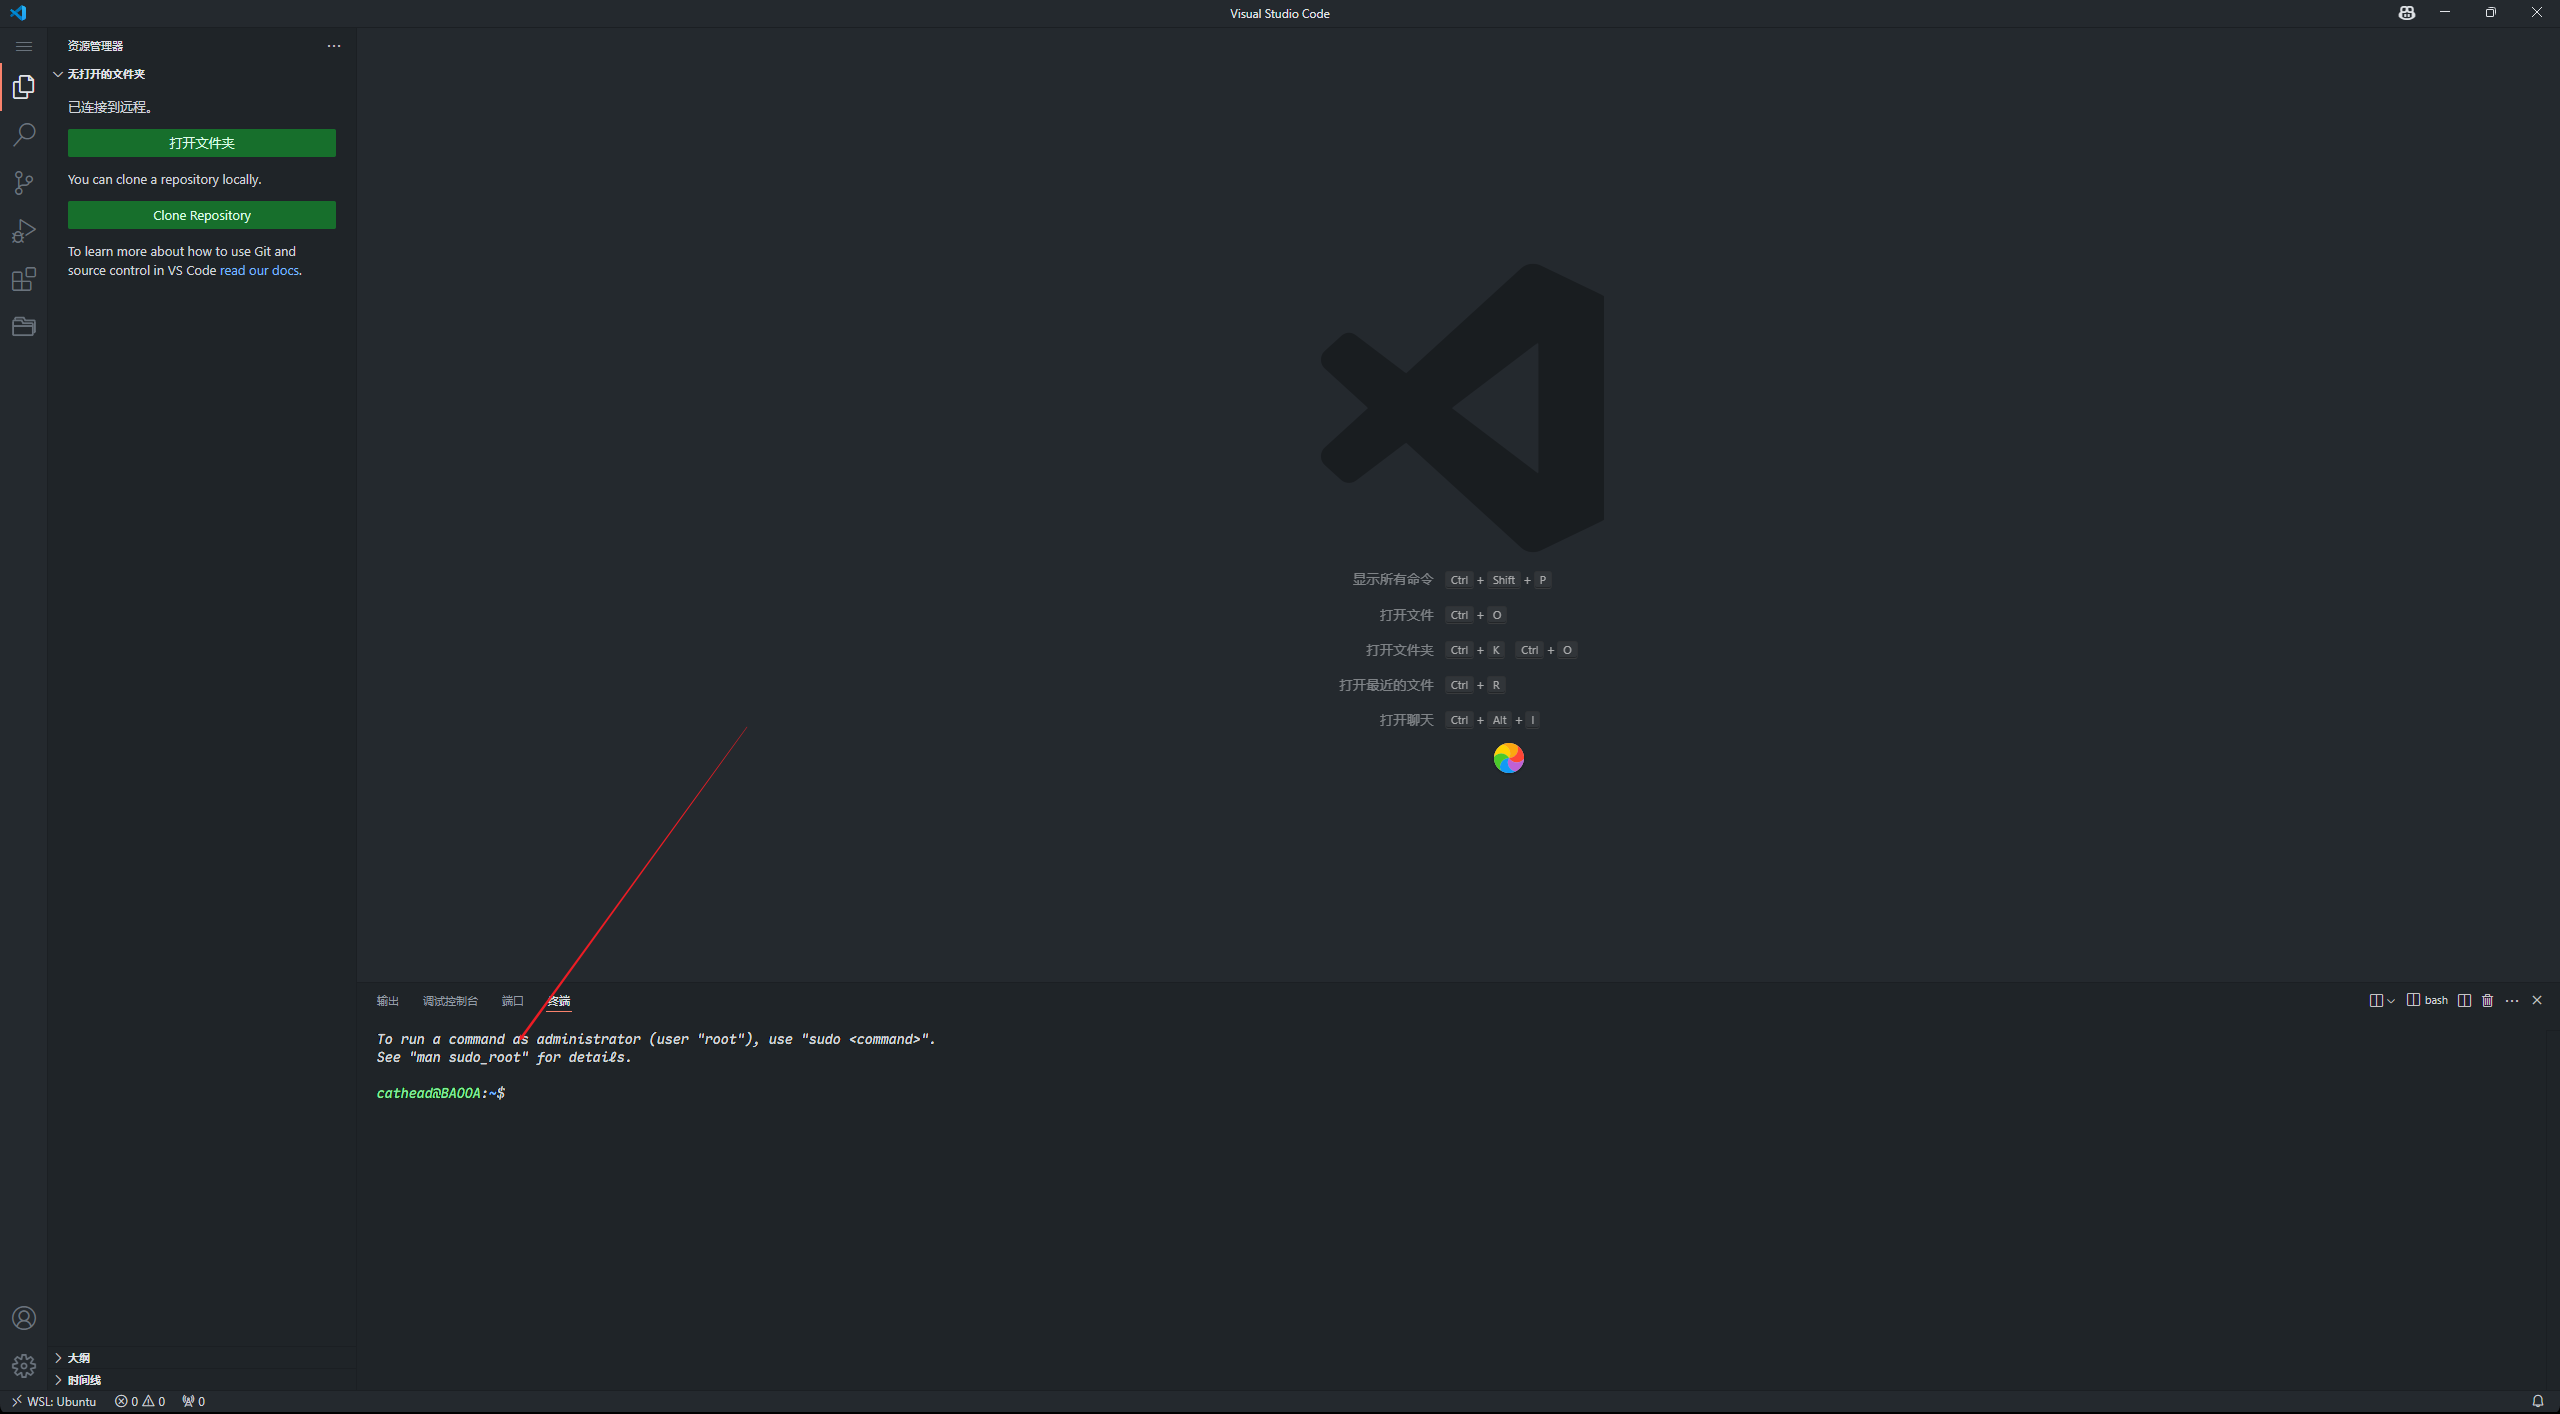 Visual Studio Code
资源管理器
无打开的文件夹
已连接到远程。
打开文件夹
You can clone a repository locally.
Clone Repository
To learn more about how to use Git and
source control in VS Code read our docs.
显示所有命令 Ctrl + Shift + P
打开文件 Ctrl + O
打开文件夹 Ctrl + K Ctrl + O
打开最近的文件 Ctrl + R
打开聊天 Ctrl + Alt + I
输出 调试控制台 端口 终端
bash
To run a command as administrator (user "root"), use "sudo <command>".
See "man sudo_root" for details.
cathead@BAOOA:~$
大纲
时间线
WSL: Ubuntu 0 0 0